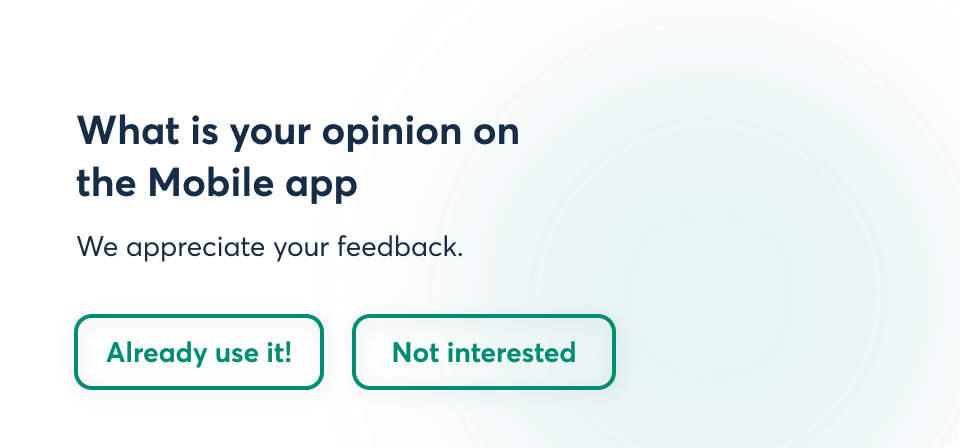 What is your opinion on
the Mobile app
We appreciate your feedback.
Already use it!
Not interested